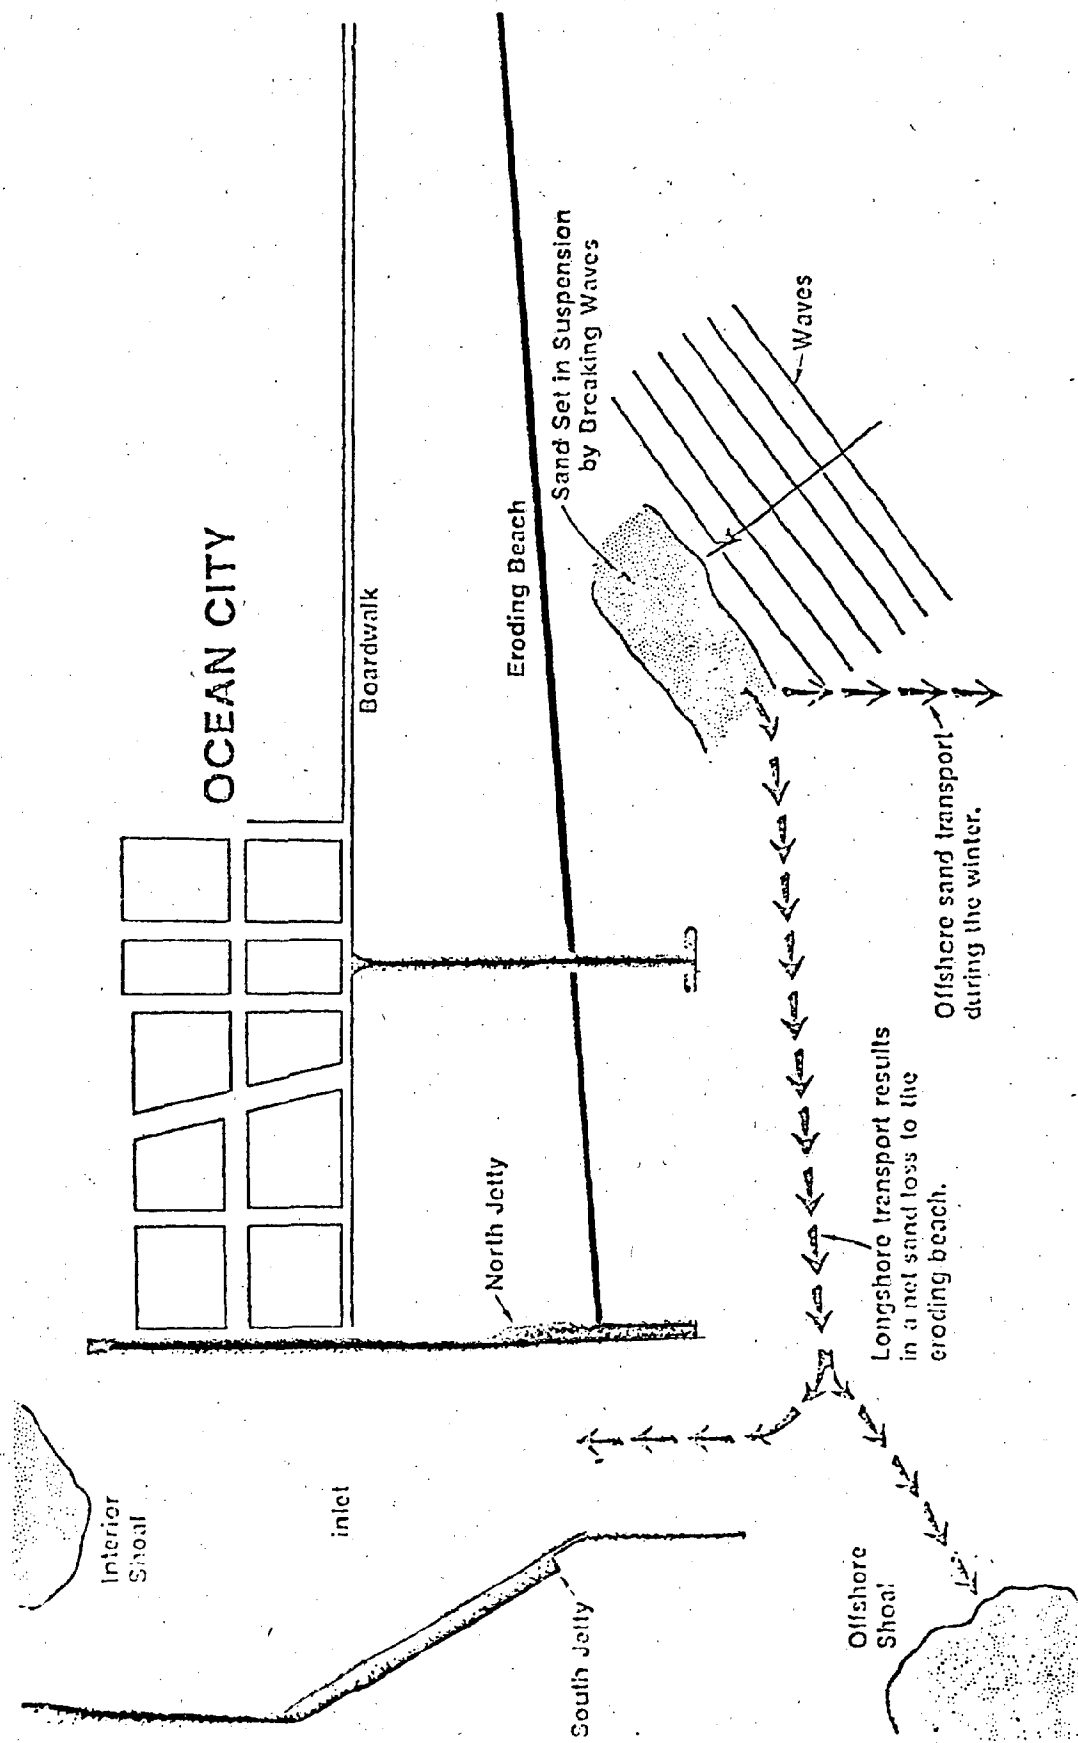 OCEAN CITY
Boardwalk
Eroding Beach
Sand Set in Suspension
by Breaking Waves
Waves
North Jetty
Offshore sand transport
during the winter.
Longshore transport results
in a net sand loss to the
eroding beach.
Interior
Shoal
inlet
South Jetty
Offshore
Shoal